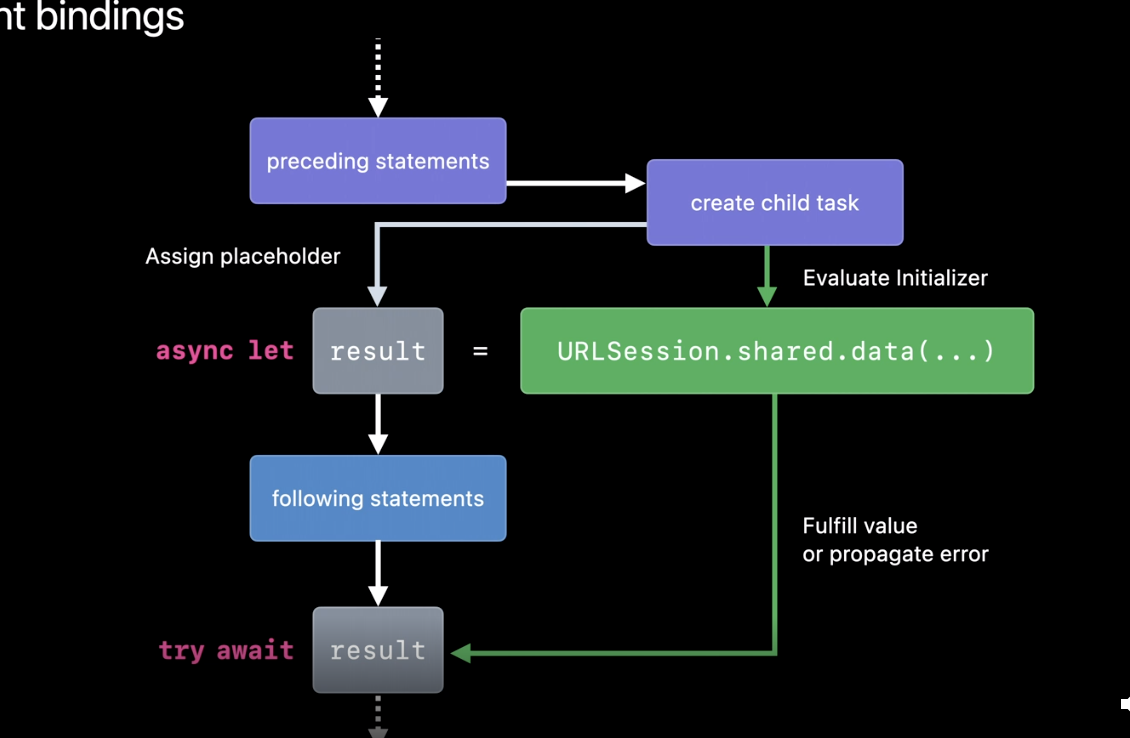 nt bindings
preceding statements
create child task
Assign placeholder
Evaluate Initializer
async let result = URLSession.shared.data(...)
following statements
Fulfill value
or propagate error
try await result